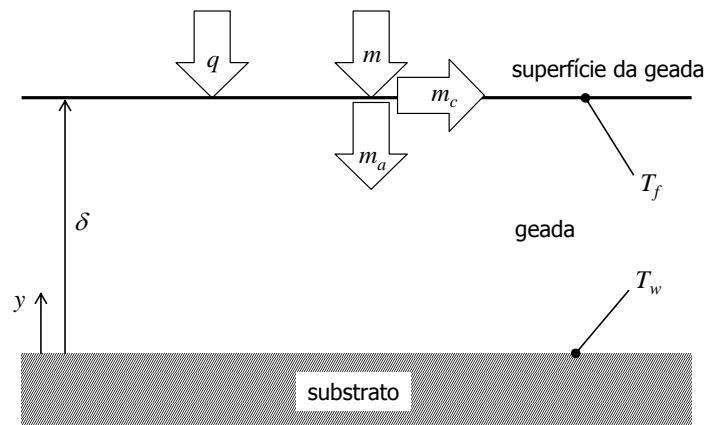 q
m
superfície da geada
m_c
m_a
T_f
δ
geada
T_w
y
substrato